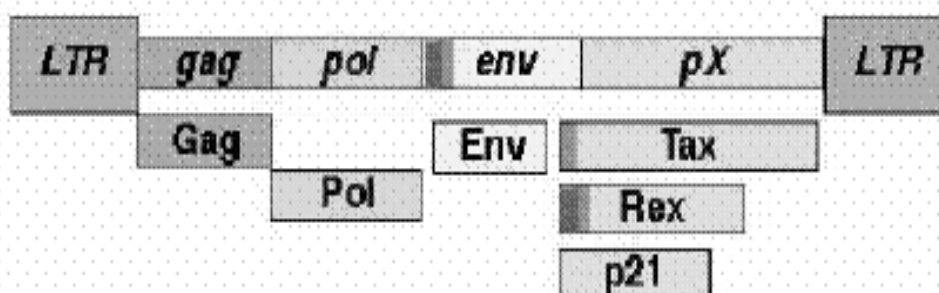 LTR gag pol env pX LTR
Gag Env Tax
Pol Rex
p21